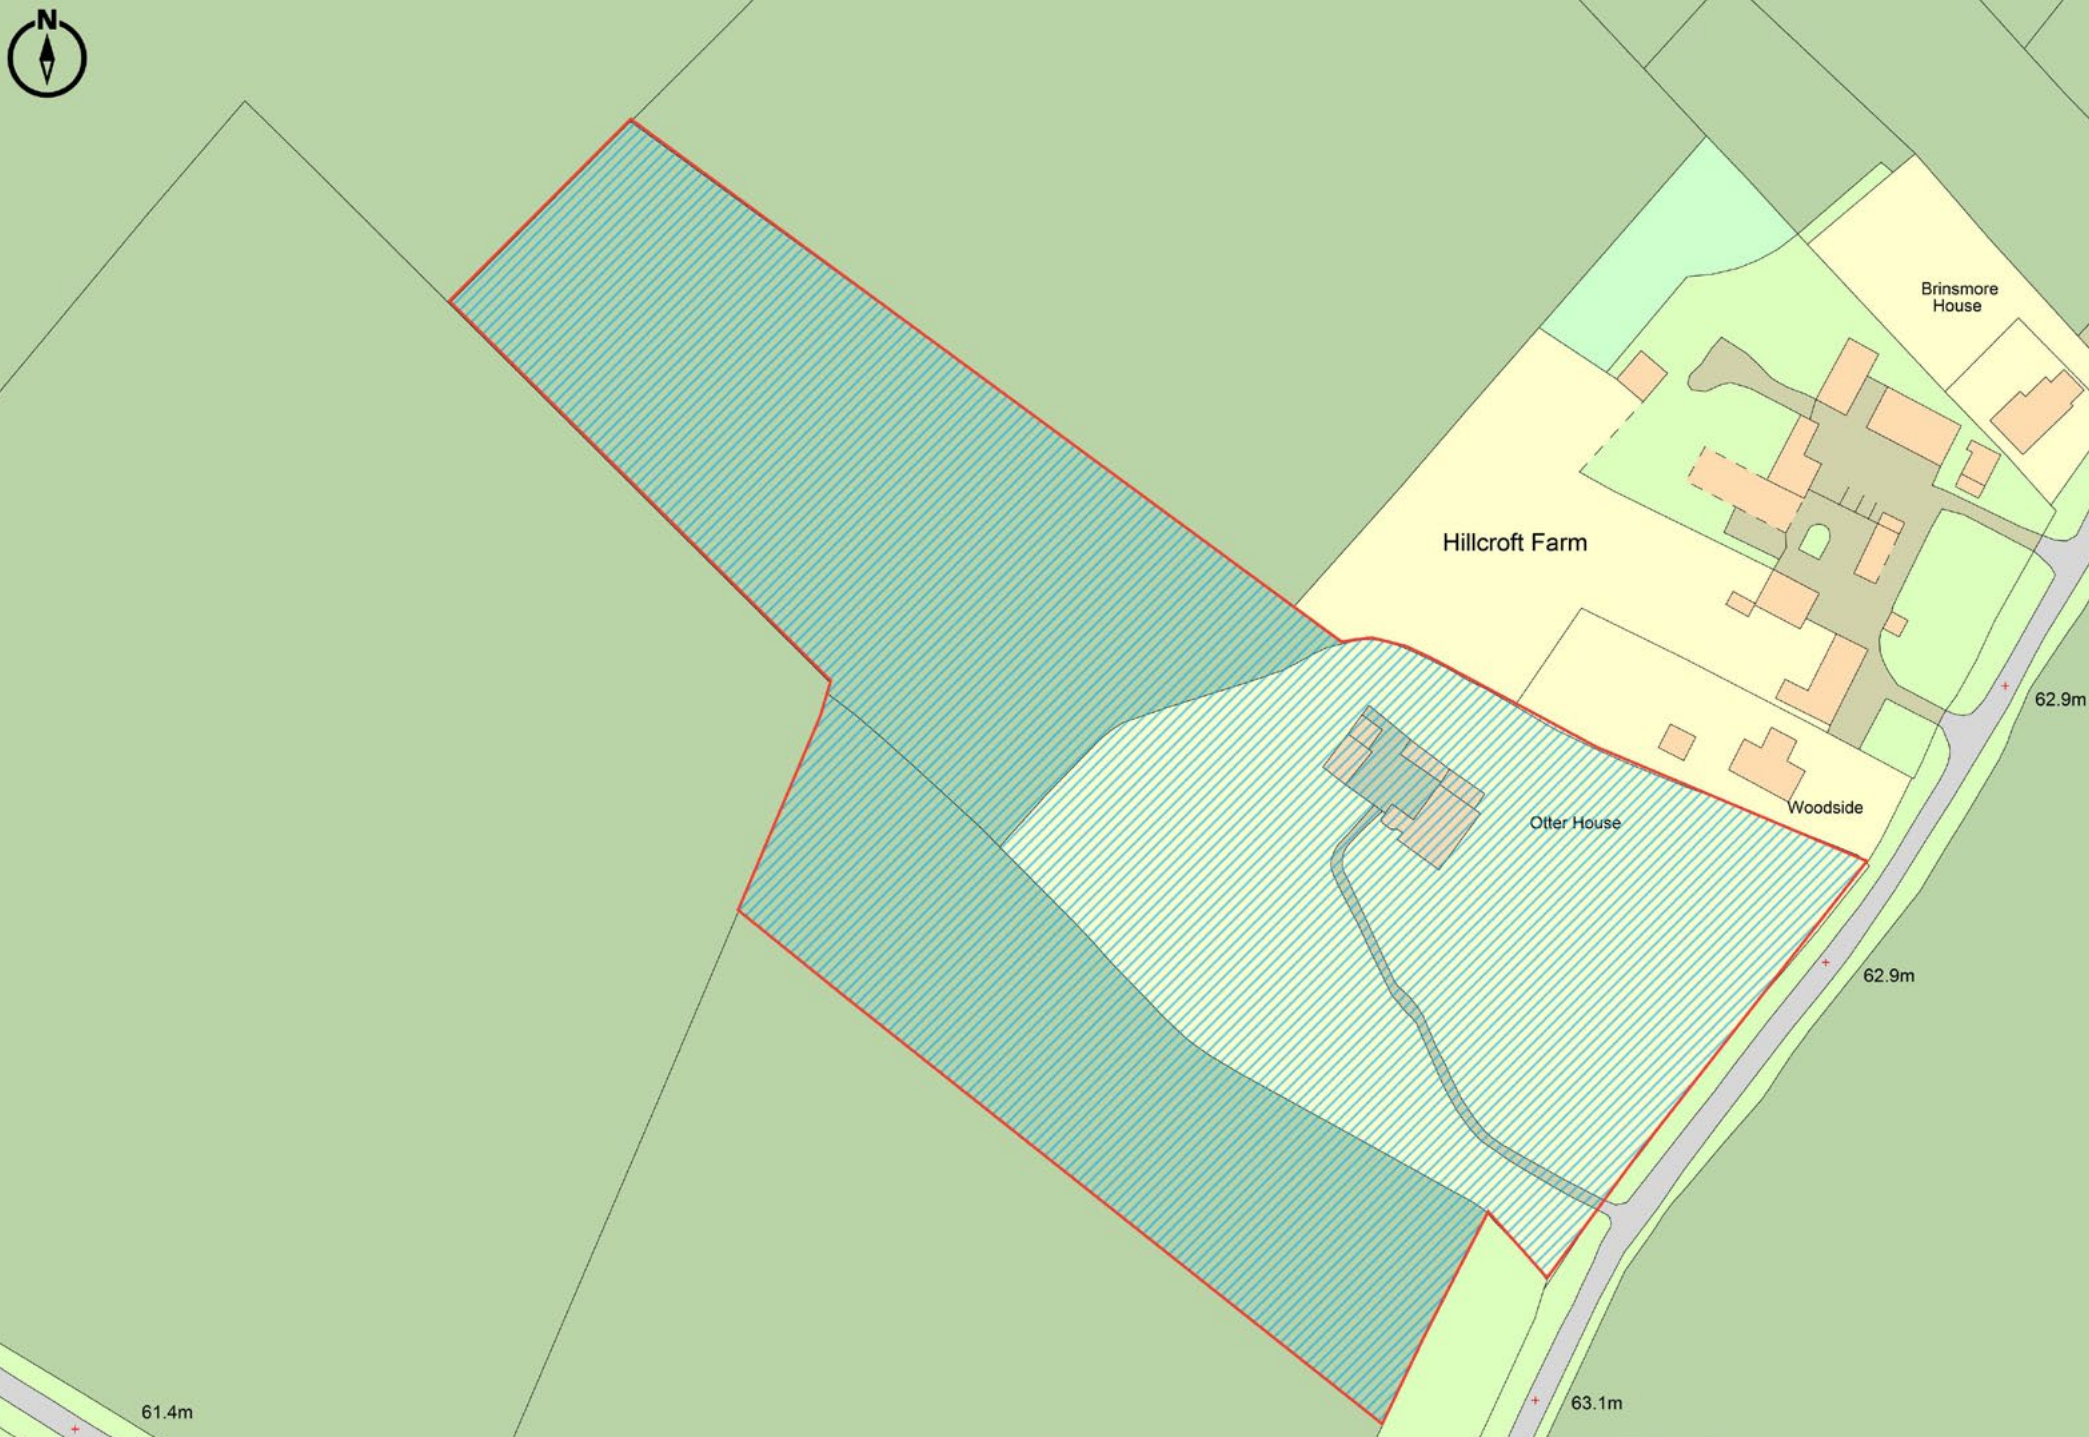 N
Brinsmore
House
Hillcroft Farm
62.9m
Woodside
Otter House
62.9m
63.1m
61.4m